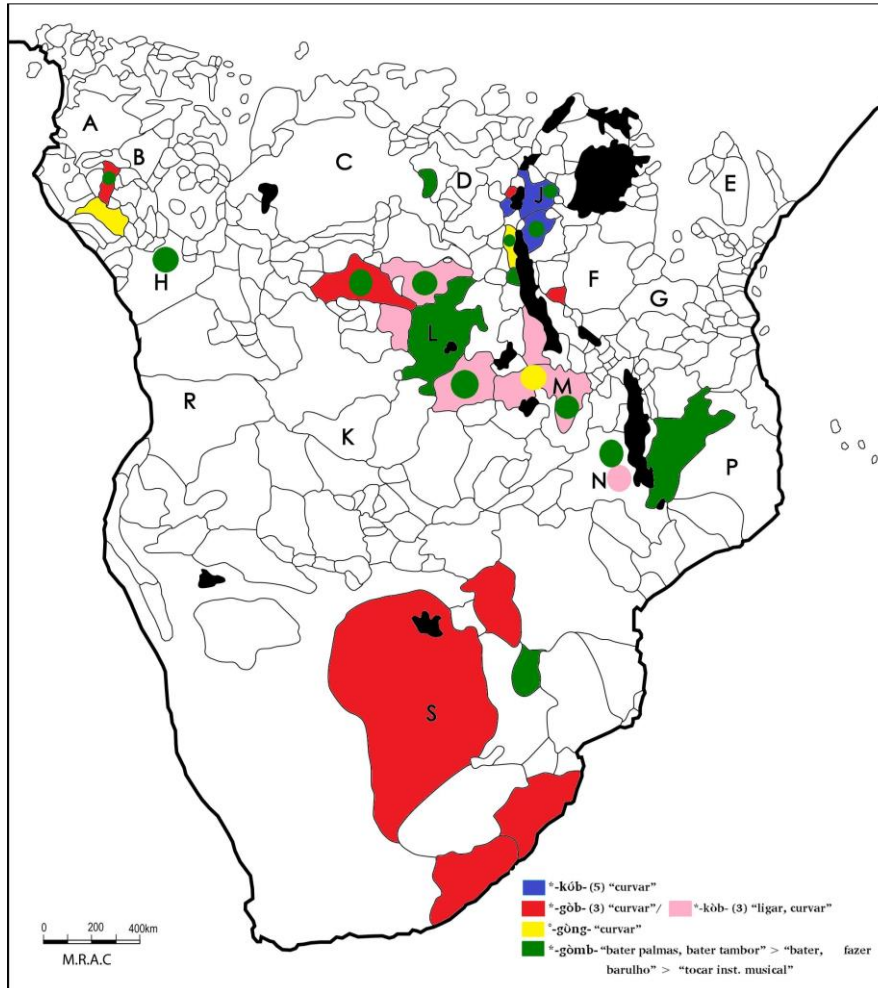 A
B
C
D
E
J
F
H
G
L
M
R
K
N
P
S
*-kób- (5) “curvar”
*-gòb- (3) “curvar”/ *-kòb- (3) “ligar, curvar”
*-gòng- “curvar”
*-gòmb- “bater palmas, bater tambor” > “bater, fazer
barulho” > “tocar inst. musical”
0 200 400km
M.R.A.C